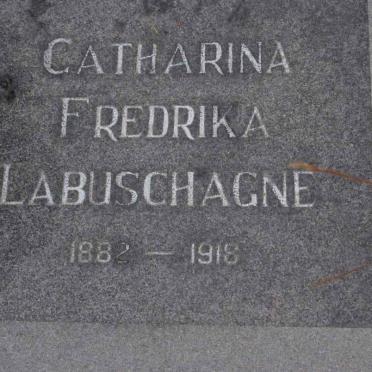 CATHARINA
FREDRIKA
LABUSCHAGNE
1882 — 1918